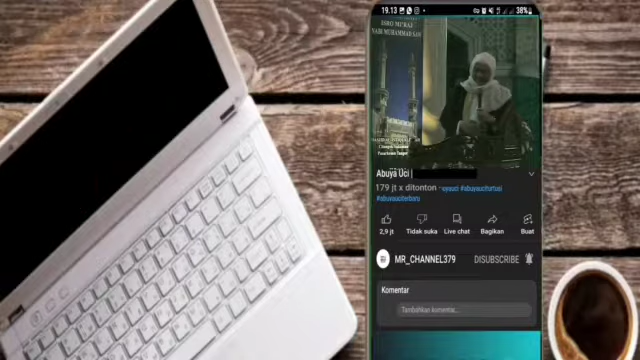 19.13
38%
ISRO MI'RAJ
NABI MUHAMMAD SAW
Abuya Uci |
179 jt x ditonton
#abuyauciturtusi
#abuyauciterbaru
2,9 jt
Tidak suka
Live chat
Bagikan
Buat
MR_CHANNEL379
DISUBSCRIBE
Komentar
Tambahkan komentar...